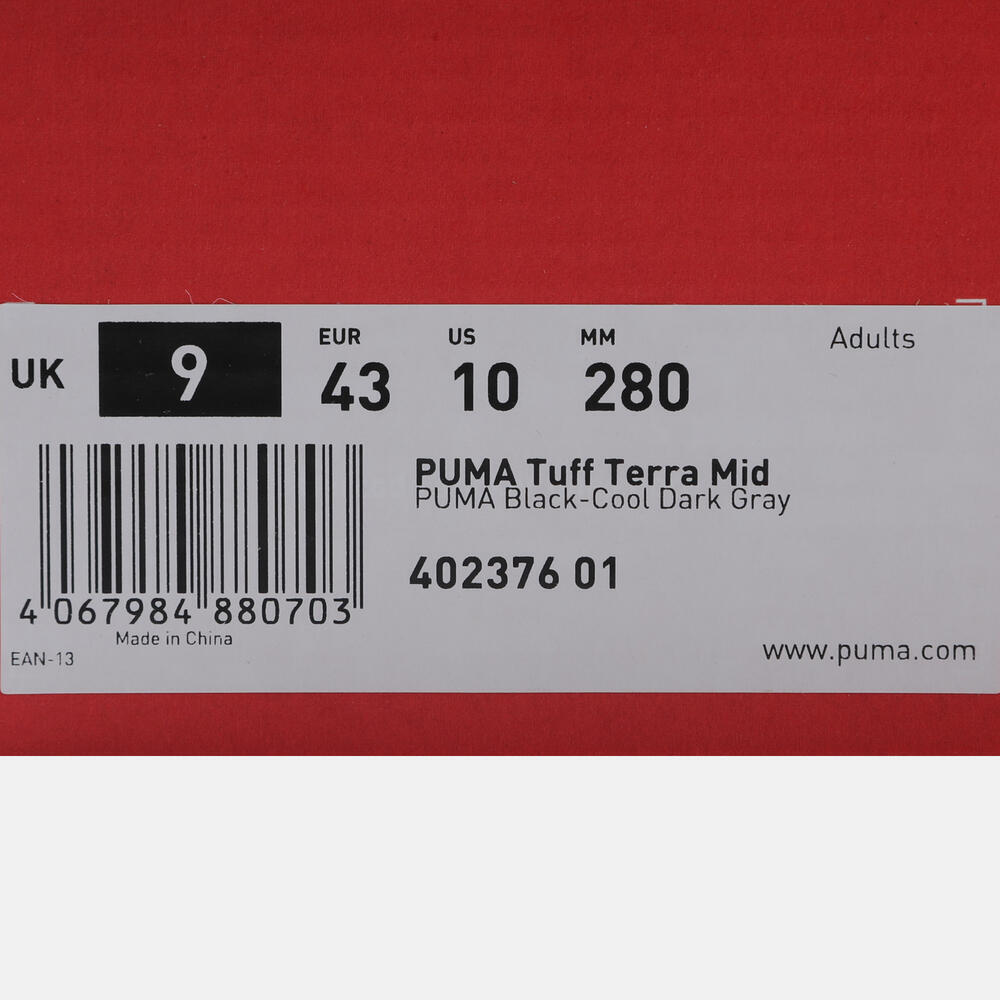 UK 9 EUR 43 US 10 MM 280 Adults
PUMA Tuff Terra Mid
PUMA Black-Cool Dark Gray
402376 01
4 067984 880703
Made in China
EAN-13
www.puma.com